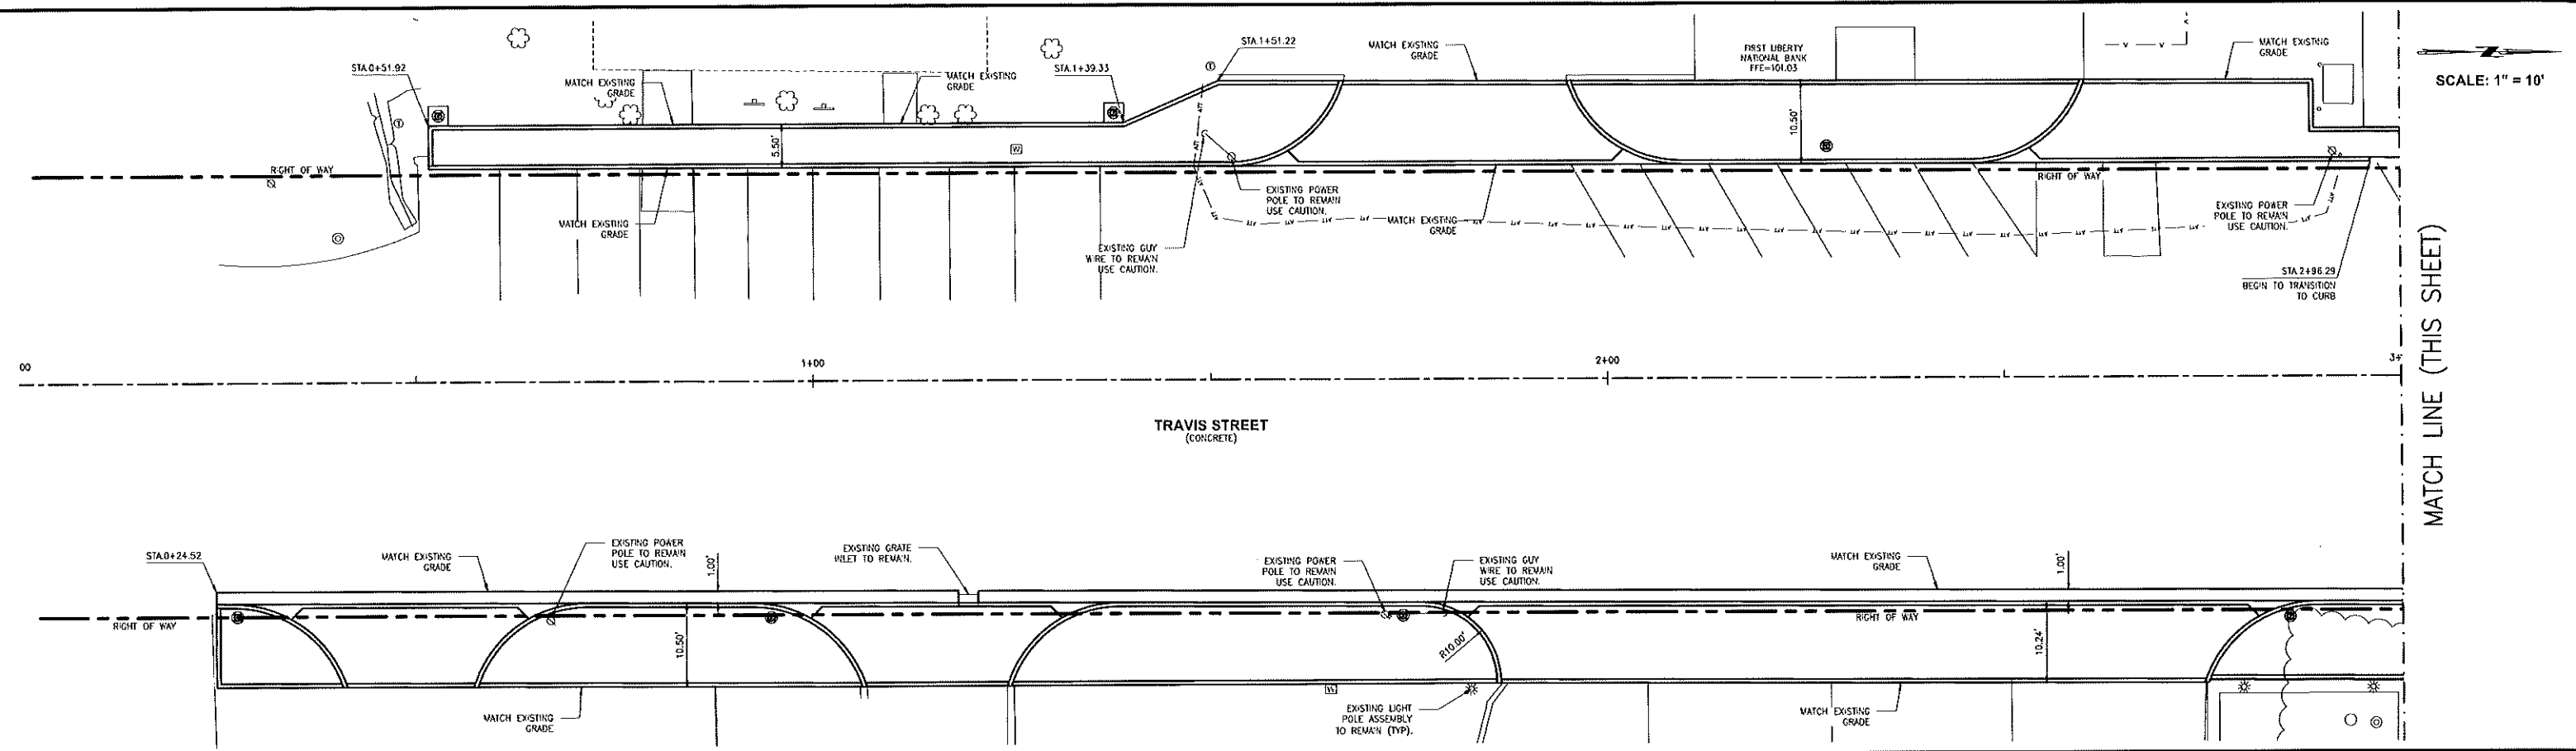 STA.1+51.22
MATCH EXISTING
GRADE
FIRST LIBERTY
NATIONAL BANK
FFE=101.03
MATCH EXISTING
GRADE
SCALE: 1" = 10'
STA.0+51.92
MATCH EXISTING
GRADE
MATCH EXISTING
GRADE
STA.1+39.33
5.50'
10.50'
W
T
T
RIGHT OF WAY
RIGHT OF WAY
EXISTING POWER
POLE TO REMAIN
USE CAUTION.
MATCH EXISTING
GRADE
MATCH EXISTING
GRADE
EXISTING POWER
POLE TO REMAIN
USE CAUTION.
EXISTING GUY
WIRE TO REMAIN
USE CAUTION.
STA.2+96.29
BEGIN TO TRANSITION
TO CURB
MATCH LINE (THIS SHEET)
00
1+00
2+00
3+
TRAVIS STREET
(CONCRETE)
STA.0+24.52
MATCH EXISTING
GRADE
EXISTING POWER
POLE TO REMAIN
USE CAUTION.
1.00'
EXISTING GRATE
INLET TO REMAIN.
EXISTING POWER
POLE TO REMAIN
USE CAUTION.
EXISTING GUY
WIRE TO REMAIN
USE CAUTION.
MATCH EXISTING
GRADE
1.00'
RIGHT OF WAY
RIGHT OF WAY
10.50'
R10.00'
10.24'
W
MATCH EXISTING
GRADE
EXISTING LIGHT
POLE ASSEMBLY
TO REMAIN (TYP).
MATCH EXISTING
GRADE